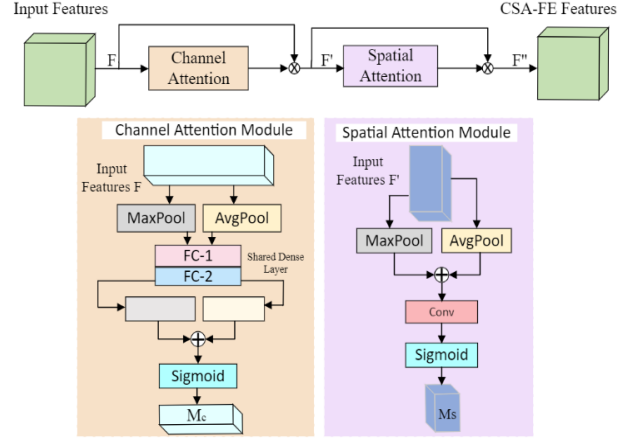 Input Features
CSA-FE Features
F
Channel
Attention
F'
Spatial
Attention
F"
Channel Attention Module
Input
Features F
MaxPool
AvgPool
FC-1
FC-2
Shared Dense
Layer
Sigmoid
Mc
Spatial Attention Module
Input
Features F'
MaxPool
AvgPool
Conv
Sigmoid
Ms